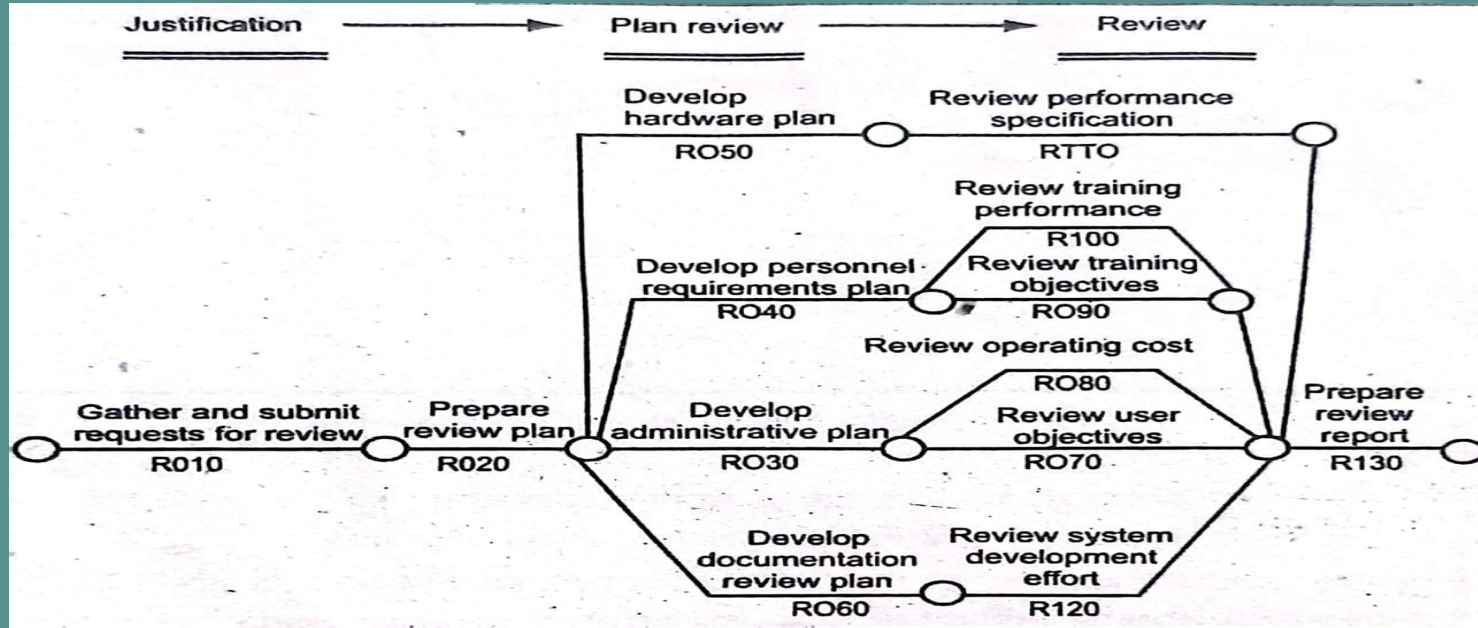 Justification
Plan review
Review
Develop
hardware plan
RO50
Review performance
specification
RTTO
Review training
performance
R100
Develop personnel
requirements plan
RO40
Review training
objectives
RO90
Review operating cost
RO80
Gather and submit
requests for review
R010
Prepare
review plan
R020
Develop
administrative plan
RO30
Review user
objectives
RO70
Prepare
review
report
R130
Develop
documentation
review plan
RO60
Review system
development
effort
R120